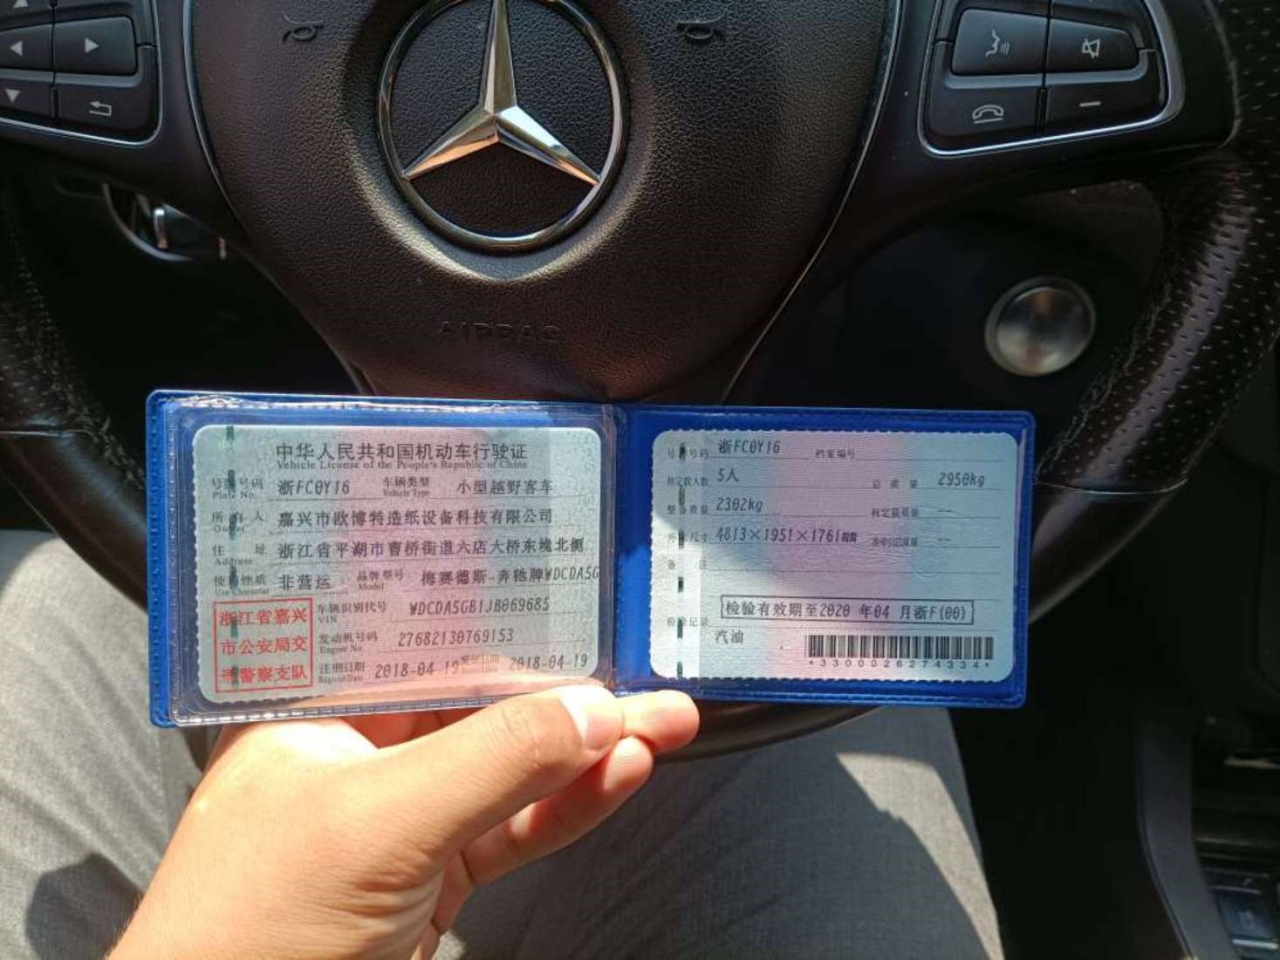 AIRBAG
中华人民共和国机动车行驶证
Vehicle License of the People's Republic of China
号牌号码 浙FC0Y16 车辆类型 小型越野客车
Plate No. Vehicle Type
所有人 嘉兴市欧博特造纸设备科技有限公司
Owner
住址 浙江省平湖市曹桥街道六店大桥东堍北侧
Address
使用性质 非营运 品牌型号 梅赛德斯-奔驰牌WDCDA5G
Use Character Model
浙江省嘉兴
市公安局交
通警察支队
车辆识别代号 WDCDA5GB1JB069685
VIN
发动机号码 27682130769153
Engine No.
注册日期 2018-04-19 发证日期 2018-04-19
Register Date
号牌号码 浙FC0Y16 档案编号
核定载人数 5人 总质量 2950kg
整备质量 2302kg 核定载质量
外廓尺寸 4813×1951×1761
备注
检验有效期至2020 年04 月浙F(00)
检验记录
汽油
*3300026274334*